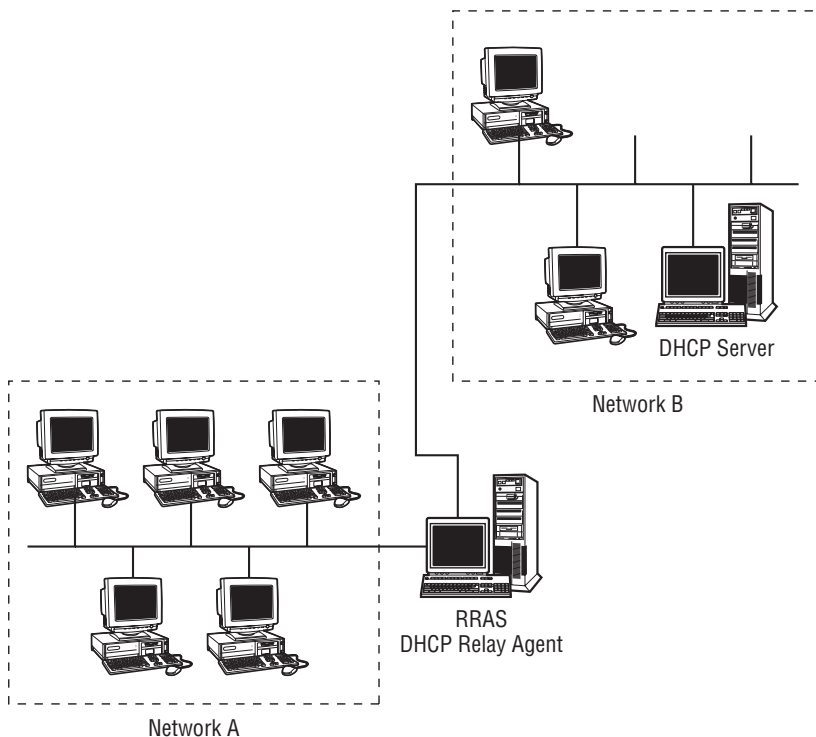 DHCP Server
Network B
RRAS
DHCP Relay Agent
Network A